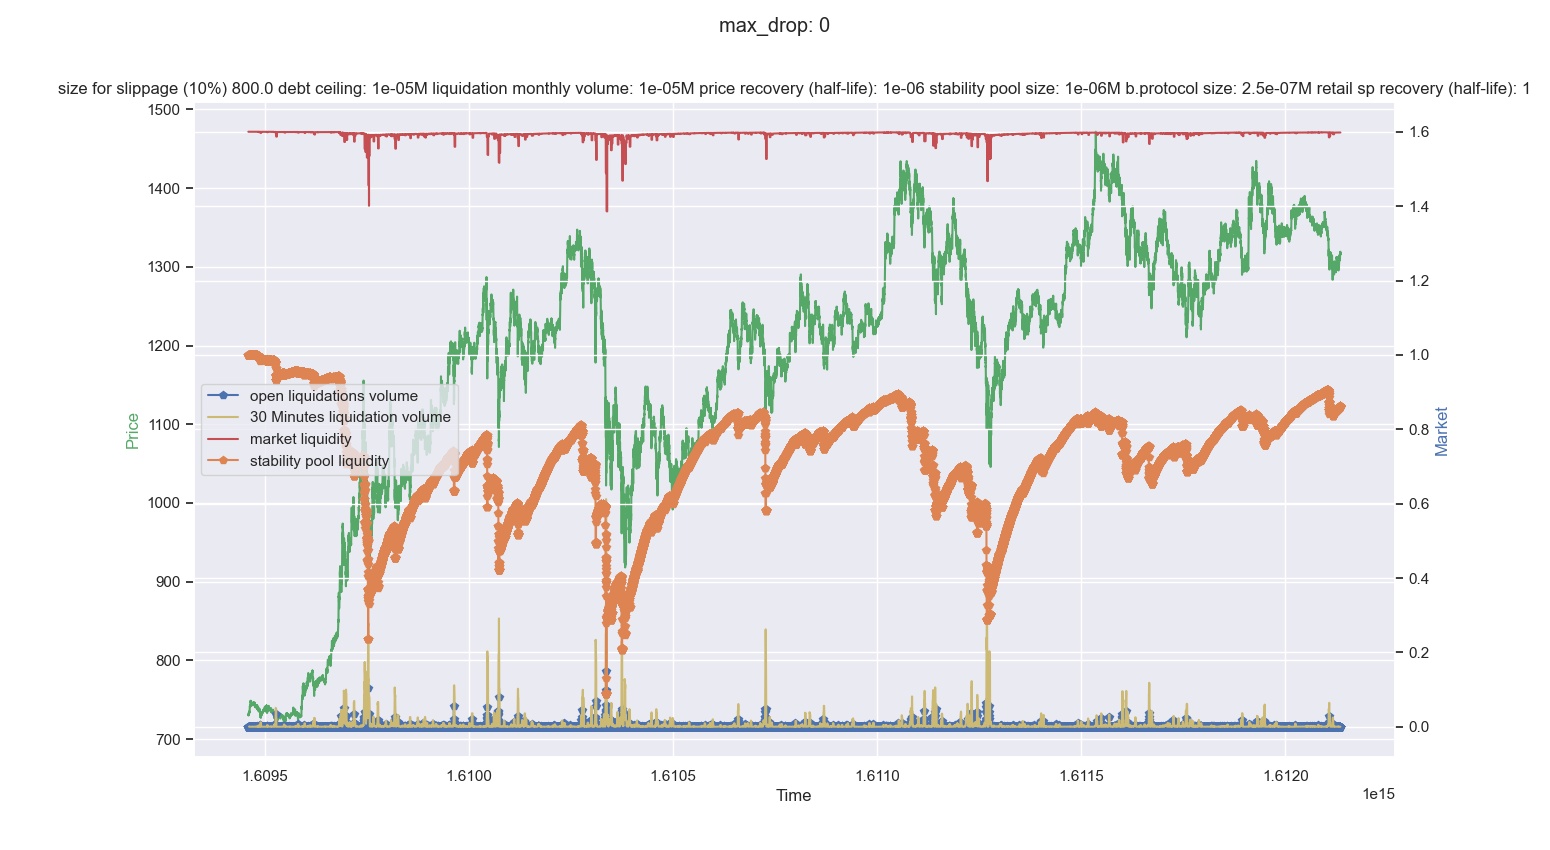 max_drop: 0
size for slippage (10%) 800.0 debt ceiling: 1e-05M liquidation monthly volume: 1e-05M price recovery (half-life): 1e-06 stability pool size: 1e-06M b.protocol size: 2.5e-07M retail sp recovery (half-life): 1
1500
1400
1300
1200
1100
1000
900
800
700
Price
open liquidations volume
30 Minutes liquidation volume
market liquidity
stability pool liquidity
1.6
1.4
1.2
1.0
0.8
0.6
0.4
0.2
0.0
Market
1.6095
1.6100
1.6105
1.6110
1.6115
1.6120
1e15
Time